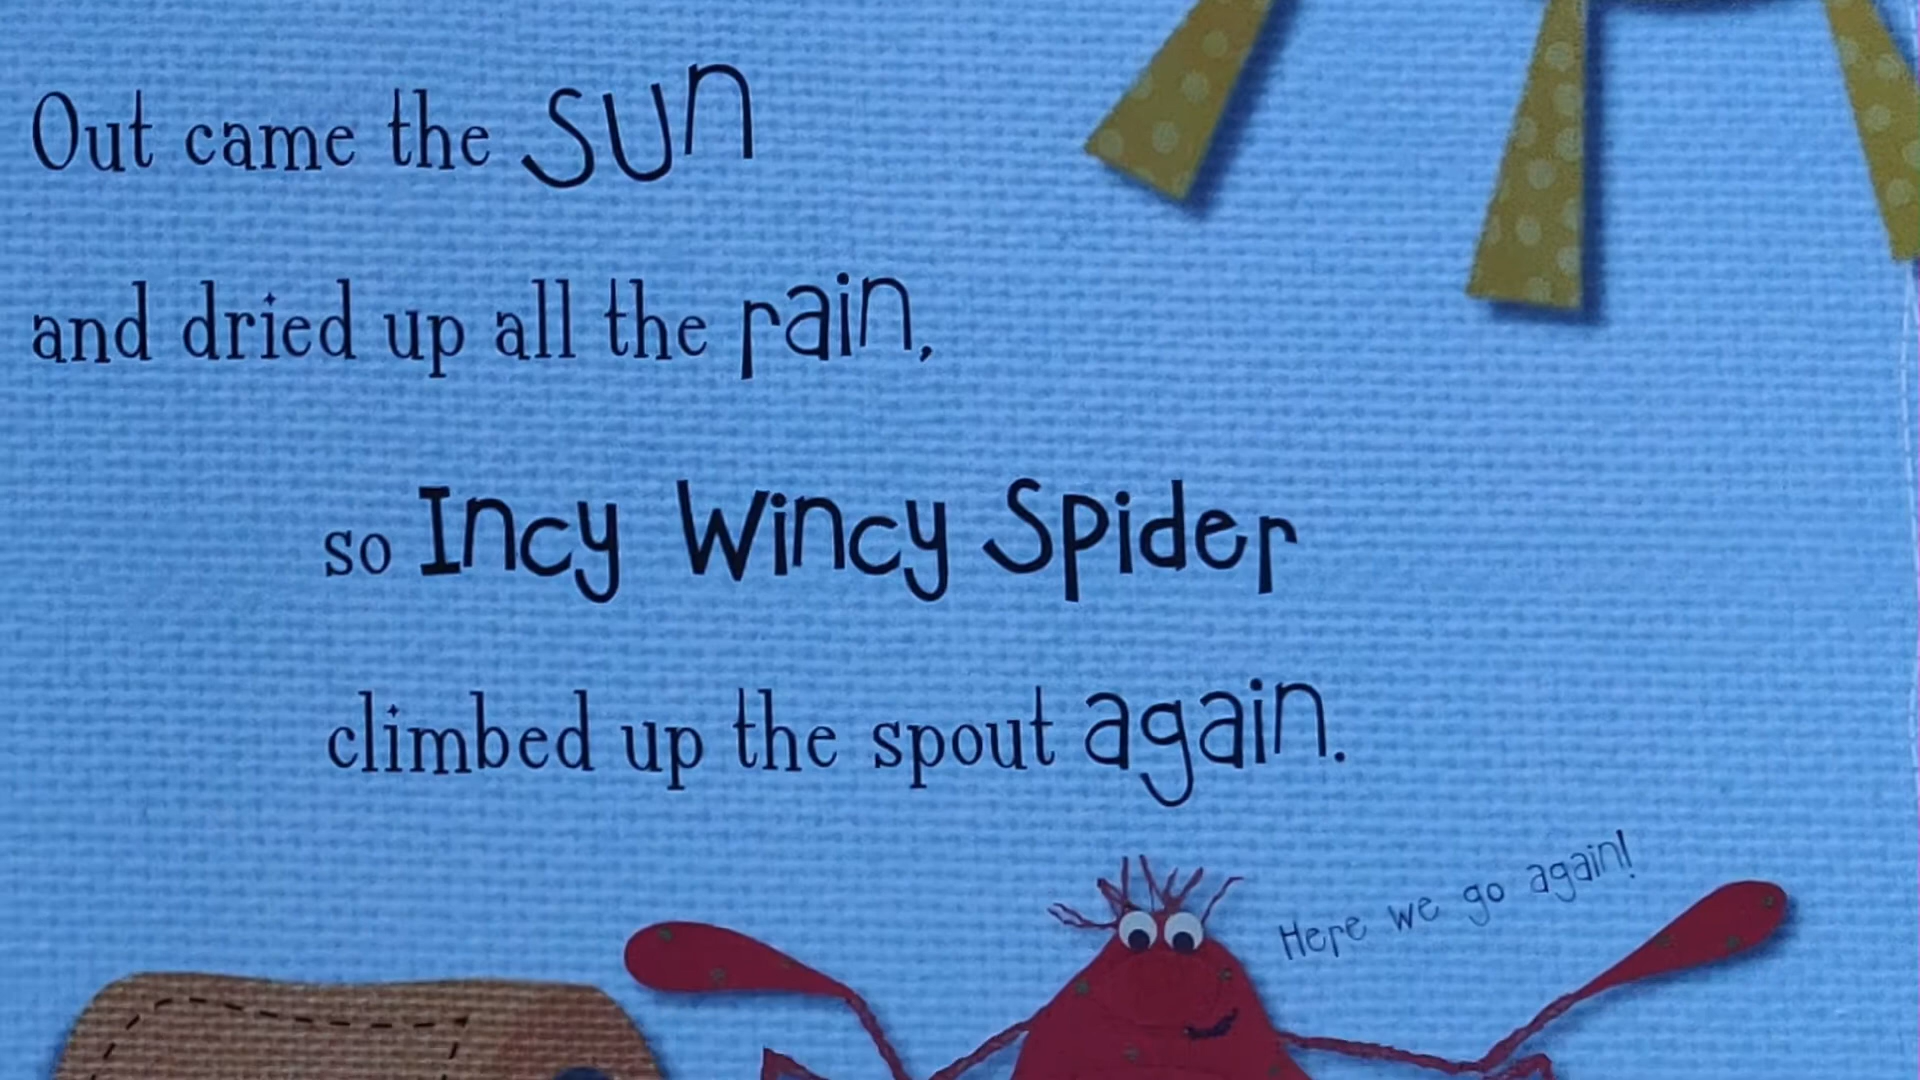 Out came the sun
and dried up all the rain,
so Incy Wincy Spider
climbed up the spout again.
Here we go again!